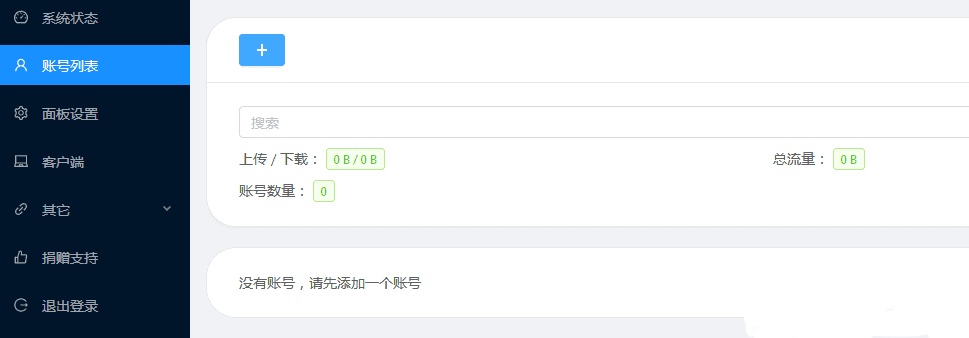 系统状态
账号列表
面板设置
客户端
其它
捐赠支持
退出登录
+
搜索
上传 / 下载： 0 B / 0 B
总流量： 0 B
账号数量： 0
没有账号，请先添加一个账号